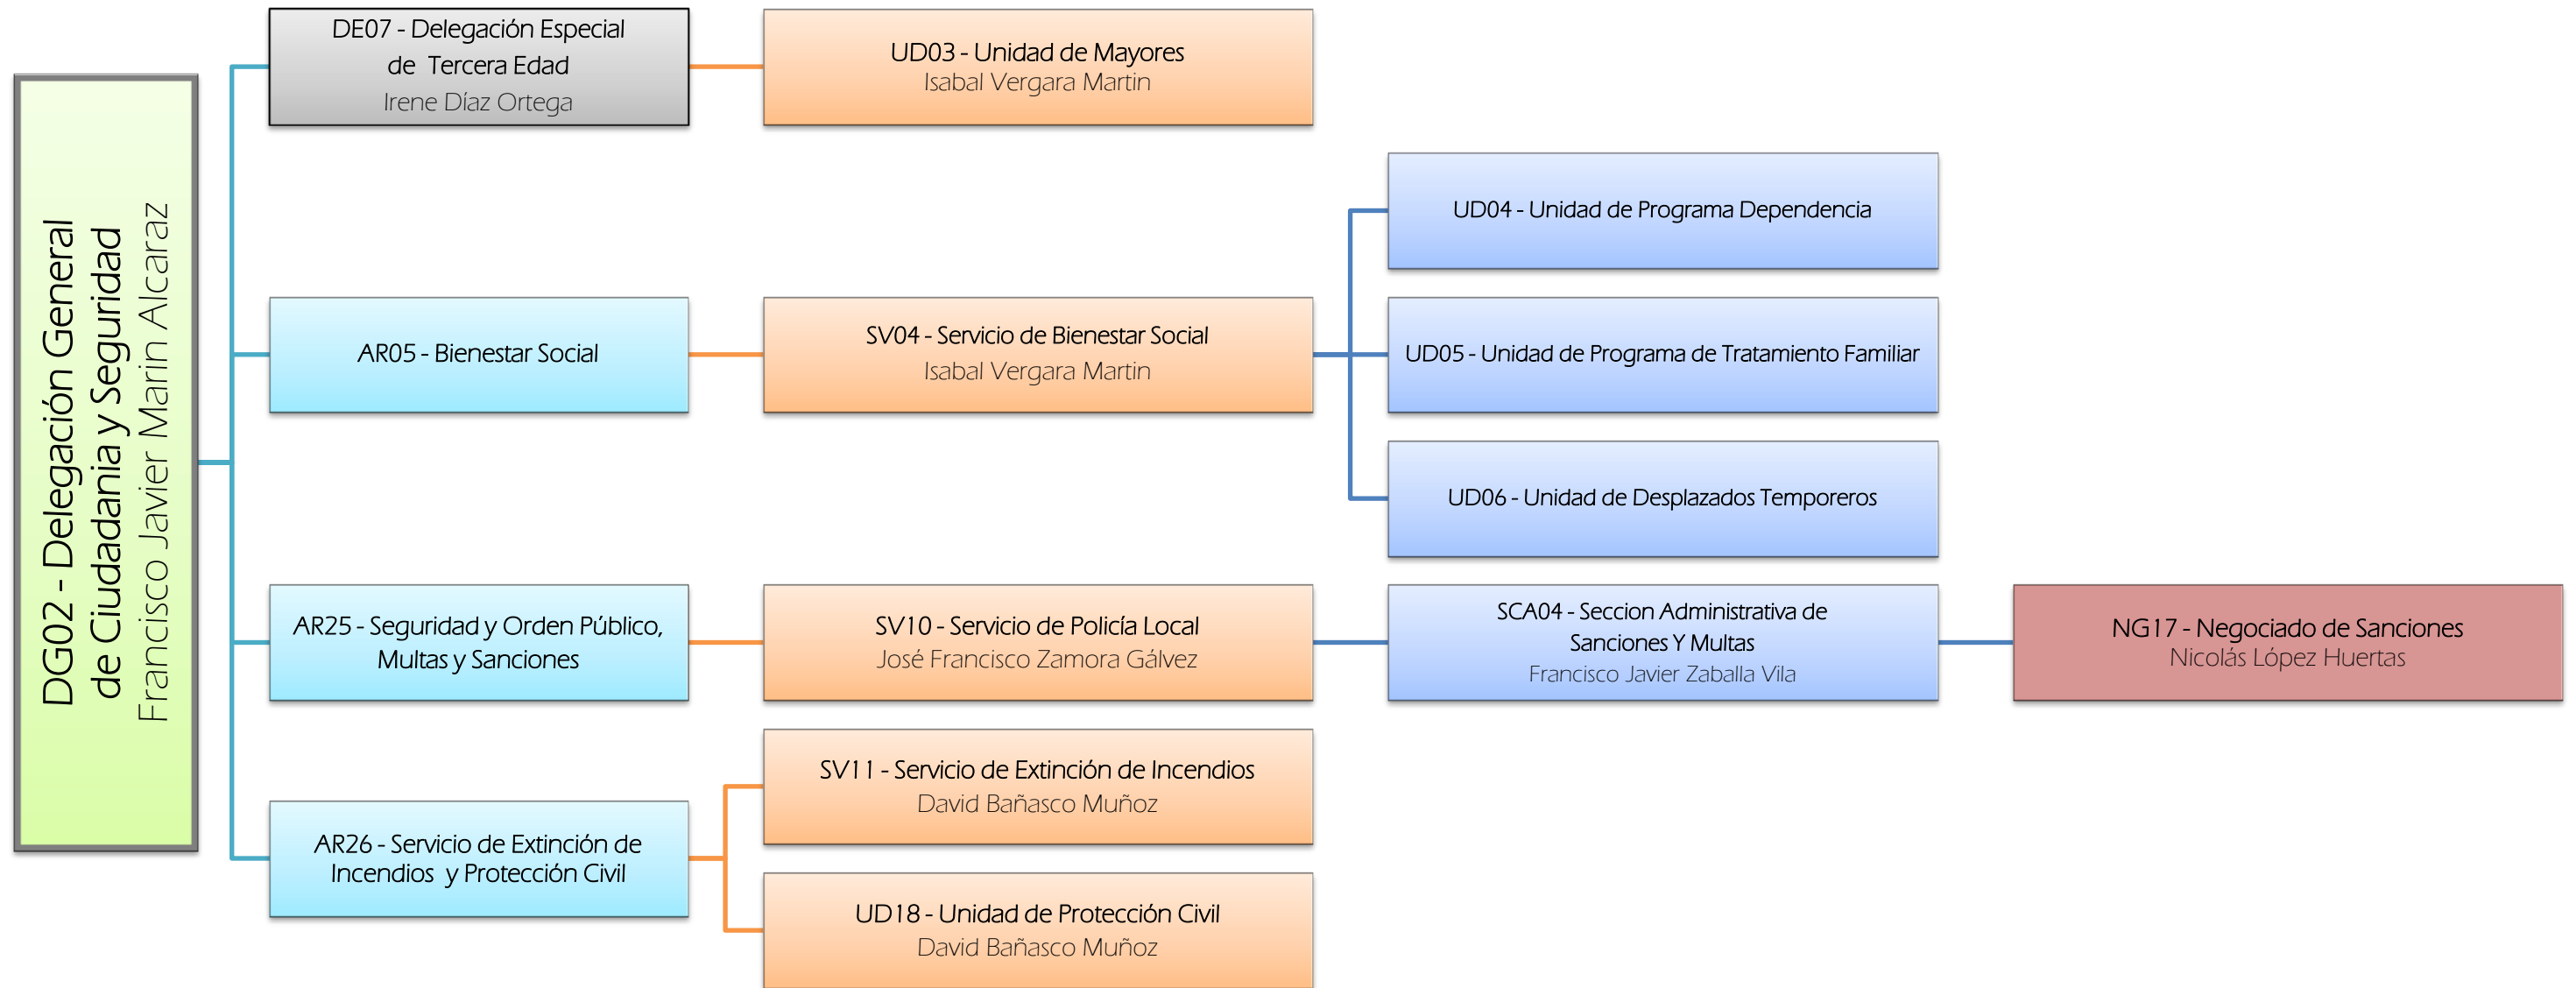 DG02 - Delegación General
de Ciudadania y Seguridad
Francisco Javier Marin Alcaraz
DE07 - Delegación Especial
de Tercera Edad
Irene Díaz Ortega
UD03 - Unidad de Mayores
Isabal Vergara Martin
AR05 - Bienestar Social
SV04 - Servicio de Bienestar Social
Isabal Vergara Martin
UD04 - Unidad de Programa Dependencia
UD05 - Unidad de Programa de Tratamiento Familiar
UD06 - Unidad de Desplazados Temporeros
AR25 - Seguridad y Orden Público,
Multas y Sanciones
SV10 - Servicio de Policía Local
José Francisco Zamora Gálvez
SCA04 - Seccion Administrativa de
Sanciones Y Multas
Francisco Javier Zaballa Vila
NG17 - Negociado de Sanciones
Nicolás López Huertas
AR26 - Servicio de Extinción de
Incendios y Protección Civil
SV11 - Servicio de Extinción de Incendios
David Bañasco Muñoz
UD18 - Unidad de Protección Civil
David Bañasco Muñoz